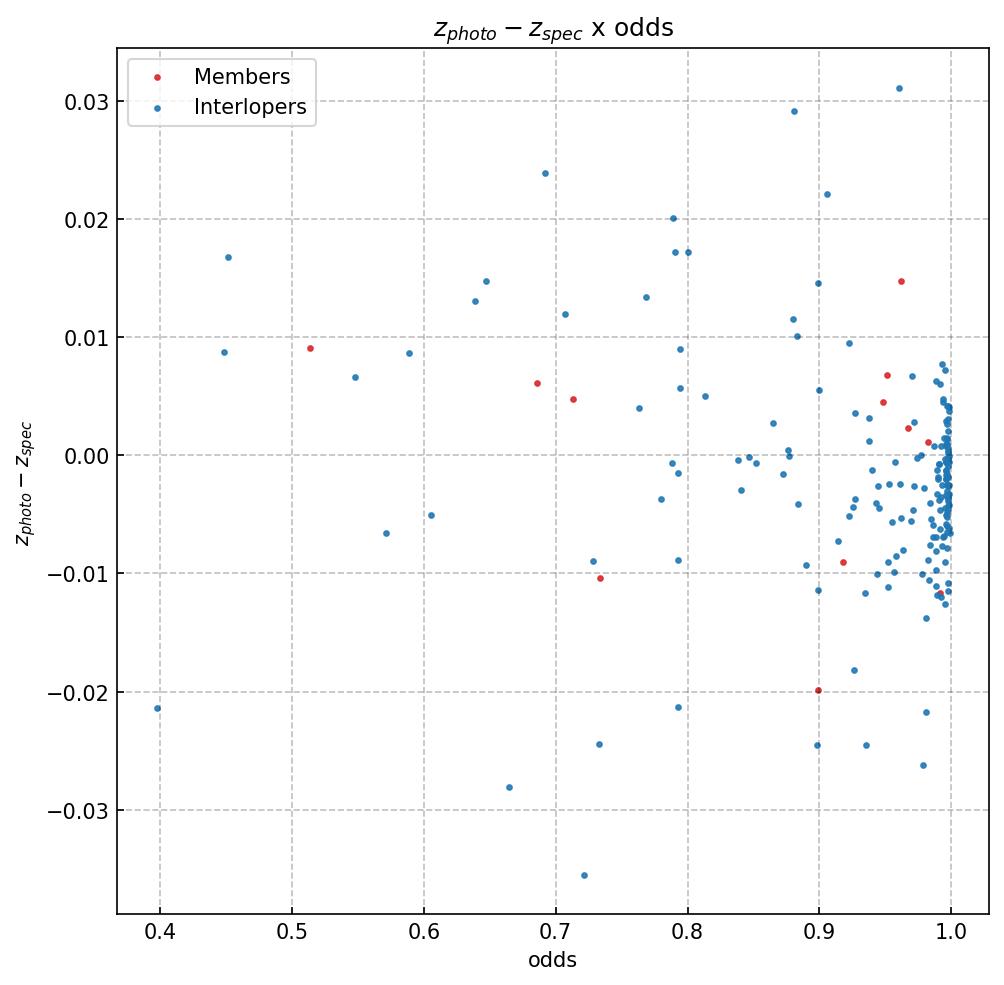 z_photo − z_spec x odds
Members
Interlopers
0.03
0.02
0.01
0.00
−0.01
−0.02
−0.03
z_photo − z_spec
0.4 0.5 0.6 0.7 0.8 0.9 1.0
odds